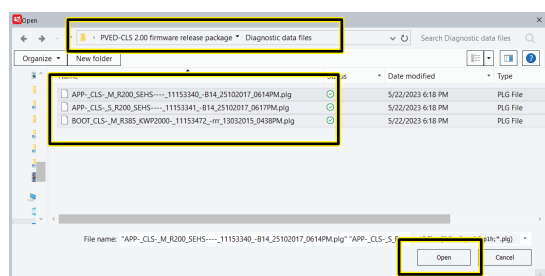 Open
PVED-CLS 2.00 firmware release package Diagnostic data files
Search Diagnostic data files
Organize New folder
Name Status Date modified Type
APP-_CLS-_M_R200_SEHS----_11153340_-B14_25102017_0614PM.plg 5/22/2023 6:18 PM PLG File
APP-_CLS-_S_R200_SEHS----_11153341_-B14_25102017_0617PM.plg 5/22/2023 6:18 PM PLG File
BOOT_CLS-_M_R385_KWP2000-_11153472_-rrr_13032015_0438PM.plg 5/22/2023 6:18 PM PLG File
File name: "APP-_CLS-_M_R200_SEHS----_11153340_-B14_25102017_0614PM.plg" "APP-_CLS-_S_R
Open Cancel